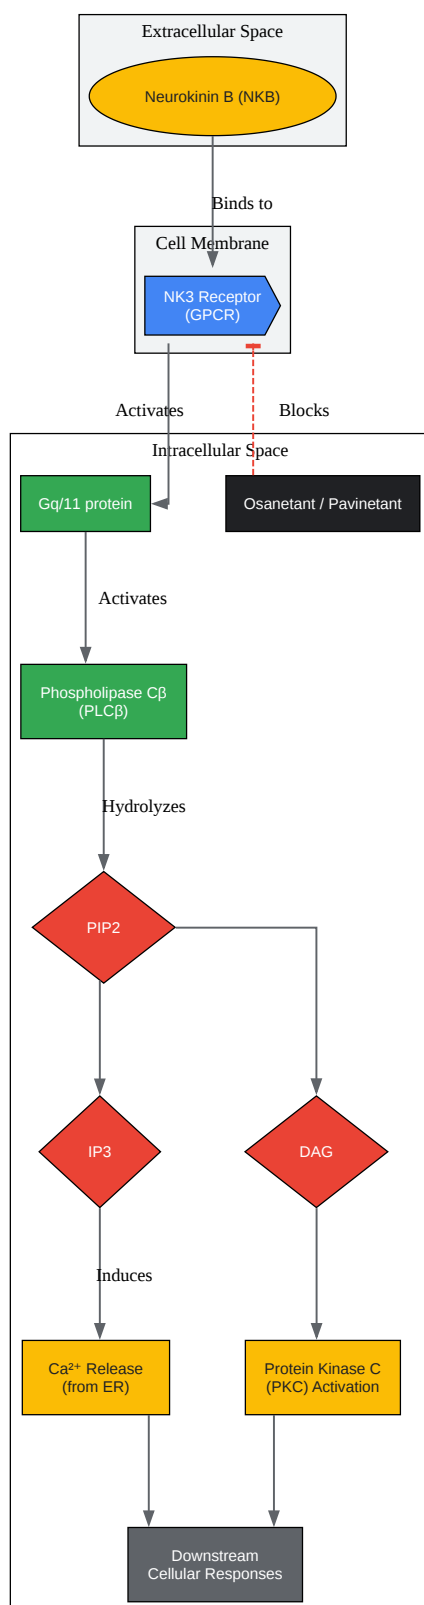 Extracellular Space
Neurokinin B (NKB)
Binds to
Cell Membrane
NK3 Receptor
(GPCR)
Activates
Blocks
Intracellular Space
Gq/11 protein
Osanetant / Pavinetant
Activates
Phospholipase Cβ
(PLCβ)
Hydrolyzes
PIP2
IP3
DAG
Induces
Ca²⁺ Release
(from ER)
Protein Kinase C
(PKC) Activation
Downstream
Cellular Responses